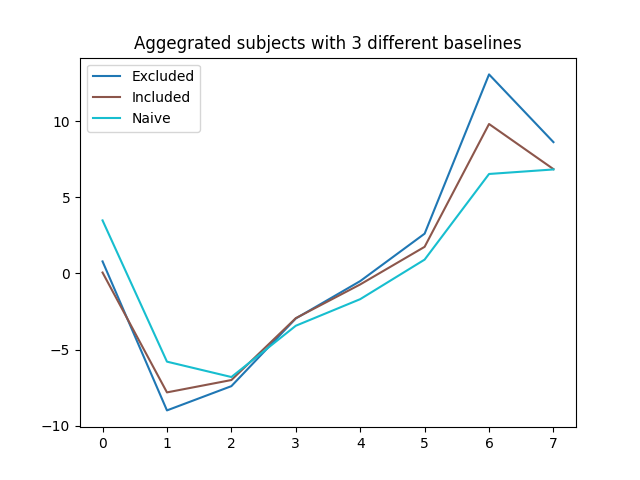 Aggegrated subjects with 3 different baselines
Excluded
Included
Naive
10
5
0
−5
−10
0 1 2 3 4 5 6 7